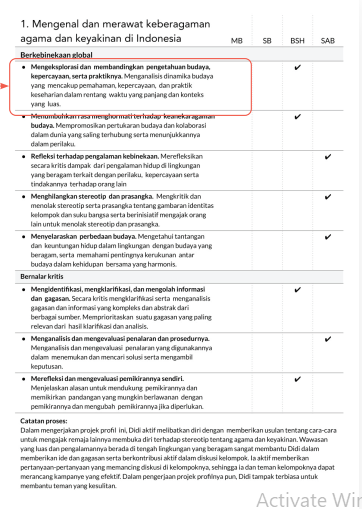 1. Mengenal dan merawat keberagaman
agama dan keyakinan di Indonesia
MB SB BSH SAB
Berkebinekaan global
• Mengeksplorasi dan membandingkan pengetahuan budaya,
kepercayaan, serta praktiknya. Menganalisis dinamika budaya
yang mencakup pemahaman, kepercayaan, dan praktik
keseharian dalam rentang waktu yang panjang dan konteks
yang luas. ✔
• Menumbuhkan rasa menghormati terhadap keanekaragaman
budaya. Mempromosikan pertukaran budaya dan kolaborasi
dalam dunia yang saling terhubung serta menunjukkannya
dalam perilaku. ✔
• Refleksi terhadap pengalaman kebinekaan. Merefleksikan
secara kritis dampak dari pengalaman hidup di lingkungan
yang beragam terkait dengan perilaku, kepercayaan serta
tindakannya terhadap orang lain ✔
• Menghilangkan stereotip dan prasangka. Mengkritik dan
menolak stereotip serta prasangka tentang gambaran identitas
kelompok dan suku bangsa serta berinisiatif mengajak orang
lain untuk menolak stereotip dan prasangka. ✔
• Menyelaraskan perbedaan budaya. Mengetahui tantangan
dan keuntungan hidup dalam lingkungan dengan budaya yang
beragam, serta memahami pentingnya kerukunan antar
budaya dalam kehidupan bersama yang harmonis. ✔
Bernalar kritis
• Mengidentifikasi, mengklarifikasi, dan mengolah informasi
dan gagasan. Secara kritis mengklarifikasi serta menganalisis
gagasan dan informasi yang kompleks dan abstrak dari
berbagai sumber. Memprioritaskan suatu gagasan yang paling
relevan dari hasil klarifikasi dan analisis. ✔
• Menganalisis dan mengevaluasi penalaran dan prosedurnya.
Menganalisis dan mengevaluasi penalaran yang digunakannya
dalam menemukan dan mencari solusi serta mengambil
keputusan. ✔
• Merefleksi dan mengevaluasi pemikirannya sendiri.
Menjelaskan alasan untuk mendukung pemikirannya dan
memikirkan pandangan yang mungkin berlawanan dengan
pemikirannya dan mengubah pemikirannya jika diperlukan. ✔
Catatan proses:
Dalam mengerjakan projek profil ini, Didi aktif melibatkan diri dengan memberikan usulan tentang cara-cara
untuk mengajak remaja lainnya membuka diri terhadap stereotip tentang agama dan keyakinan. Wawasan
yang luas dan pengalamannya berada di tengah lingkungan yang beragam sangat membantu Didi dalam
memberikan ide dan gagasan serta berkontribusi aktif dalam diskusi kelompok. Ia aktif memberikan
pertanyaan-pertanyaan yang memancing diskusi di kelompoknya, sehingga ia dan teman kelompoknya dapat
merancang kampanye yang efektif. Dalam pengerjaan projek profilnya pun, Didi tampak terbiasa untuk
membantu teman yang kesulitan.
Activate Wi